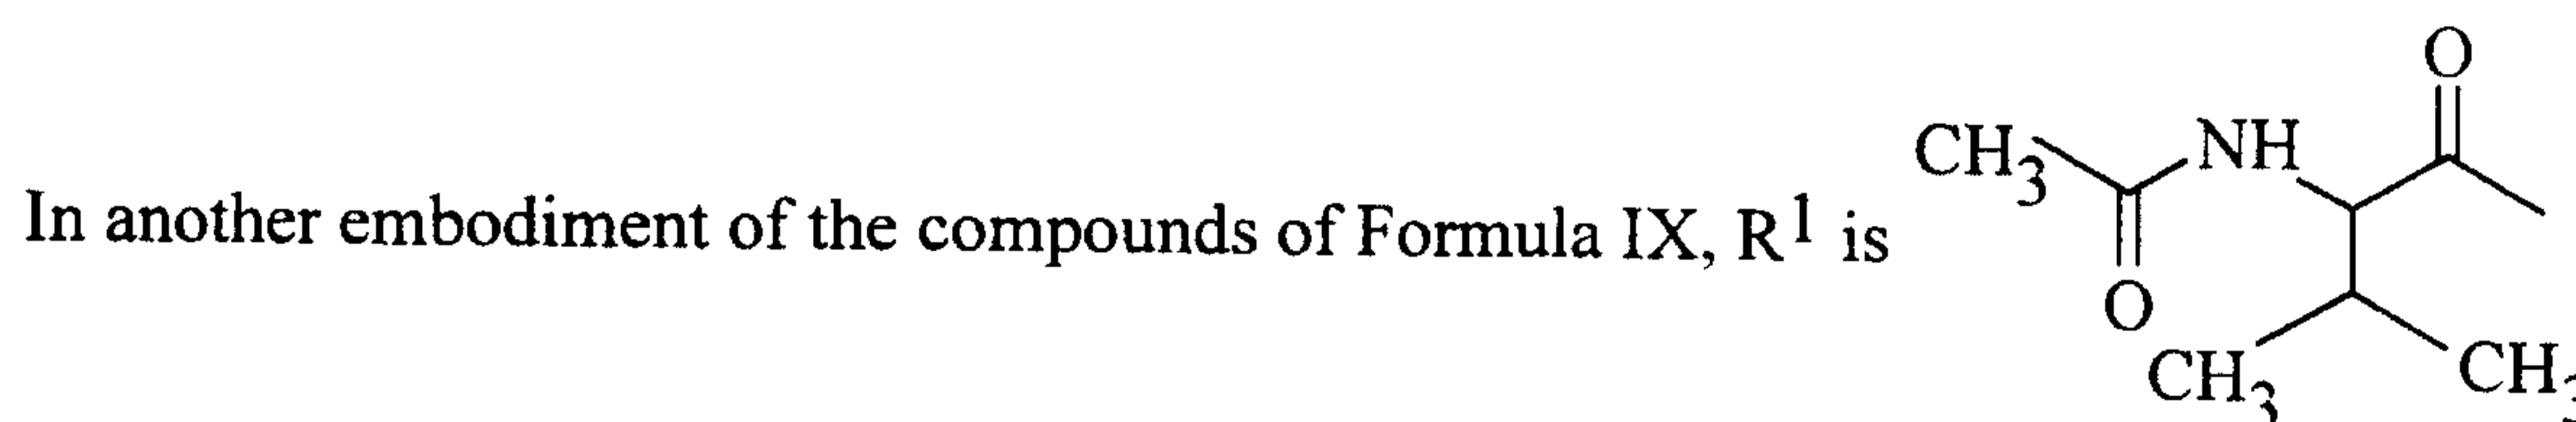 In another embodiment of the compounds of Formula IX, R¹ is
O
CH₃ NH
O
CH₃ CH₃